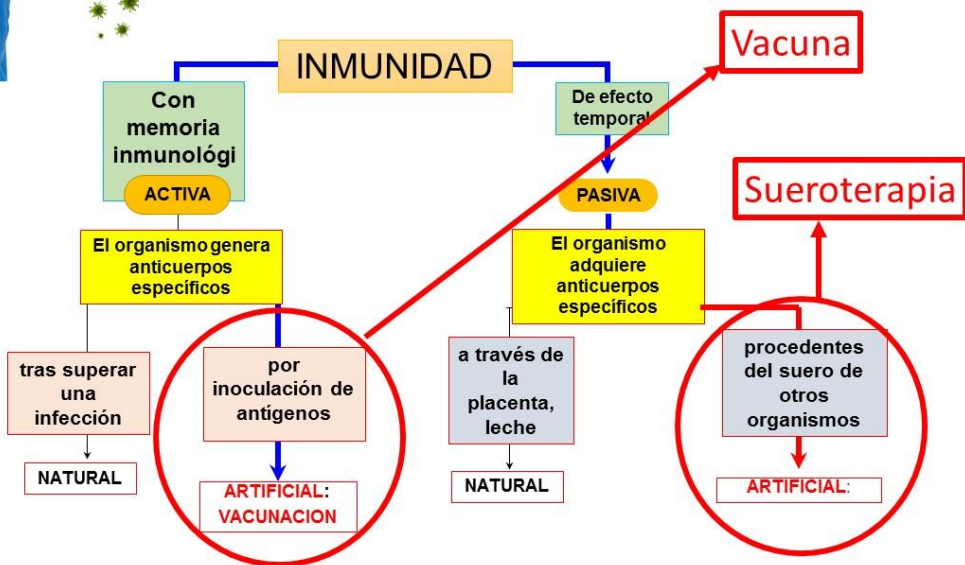 INMUNIDAD
Vacuna
Con
memoria
inmunológi
ACTIVA
El organismo genera
anticuerpos
específicos
tras superar
una
infección
NATURAL
por
inoculación de
antígenos
ARTIFICIAL:
VACUNACION
De efecto
temporal
PASIVA
El organismo
adquiere
anticuerpos
específicos
a través de
la
placenta,
leche
NATURAL
Sueroterapia
procedentes
del suero de
otros
organismos
ARTIFICIAL: